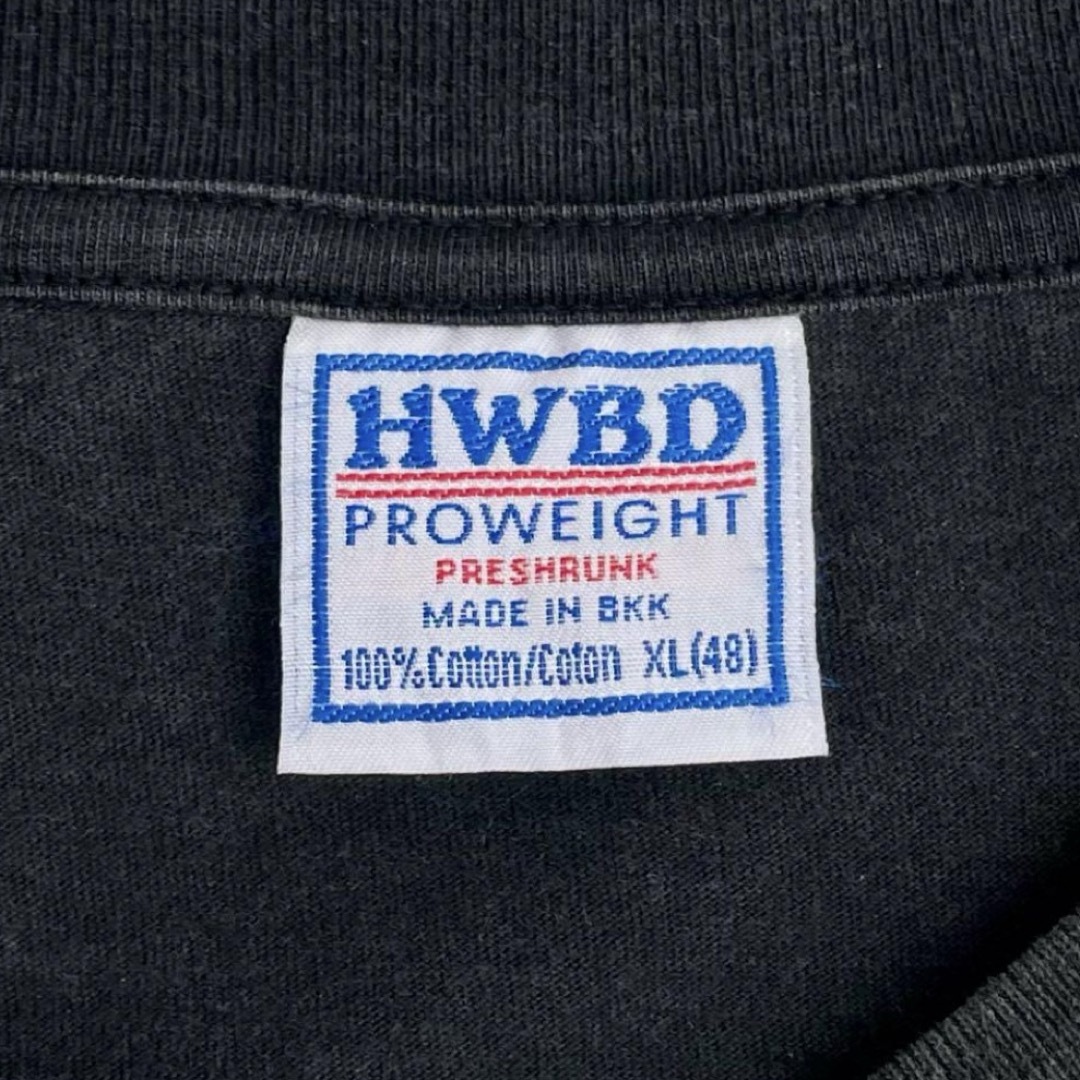 HWBD
PROWEIGHT
PRESHRUNK
MADE IN BKK
100% Cotton/Coton XL(48)